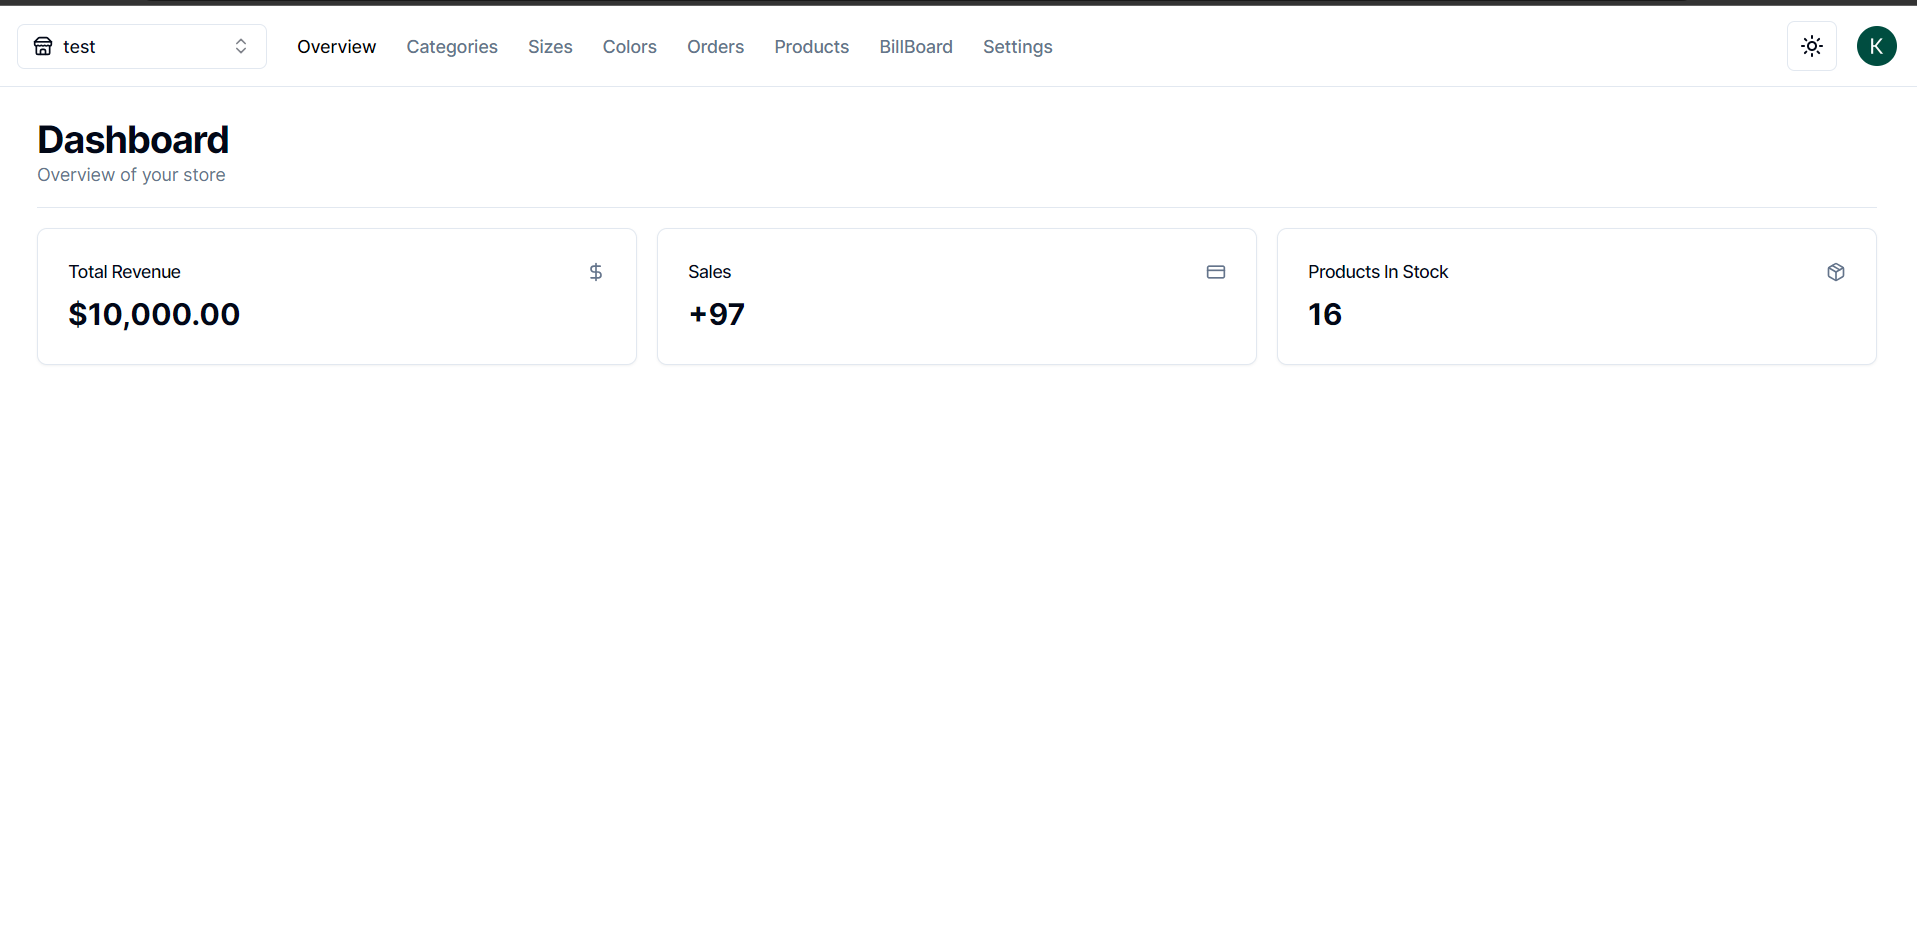 test
Overview
Categories
Sizes
Colors
Orders
Products
BillBoard
Settings
K
Dashboard
Overview of your store
Total Revenue
$10,000.00
Sales
+97
Products In Stock
16